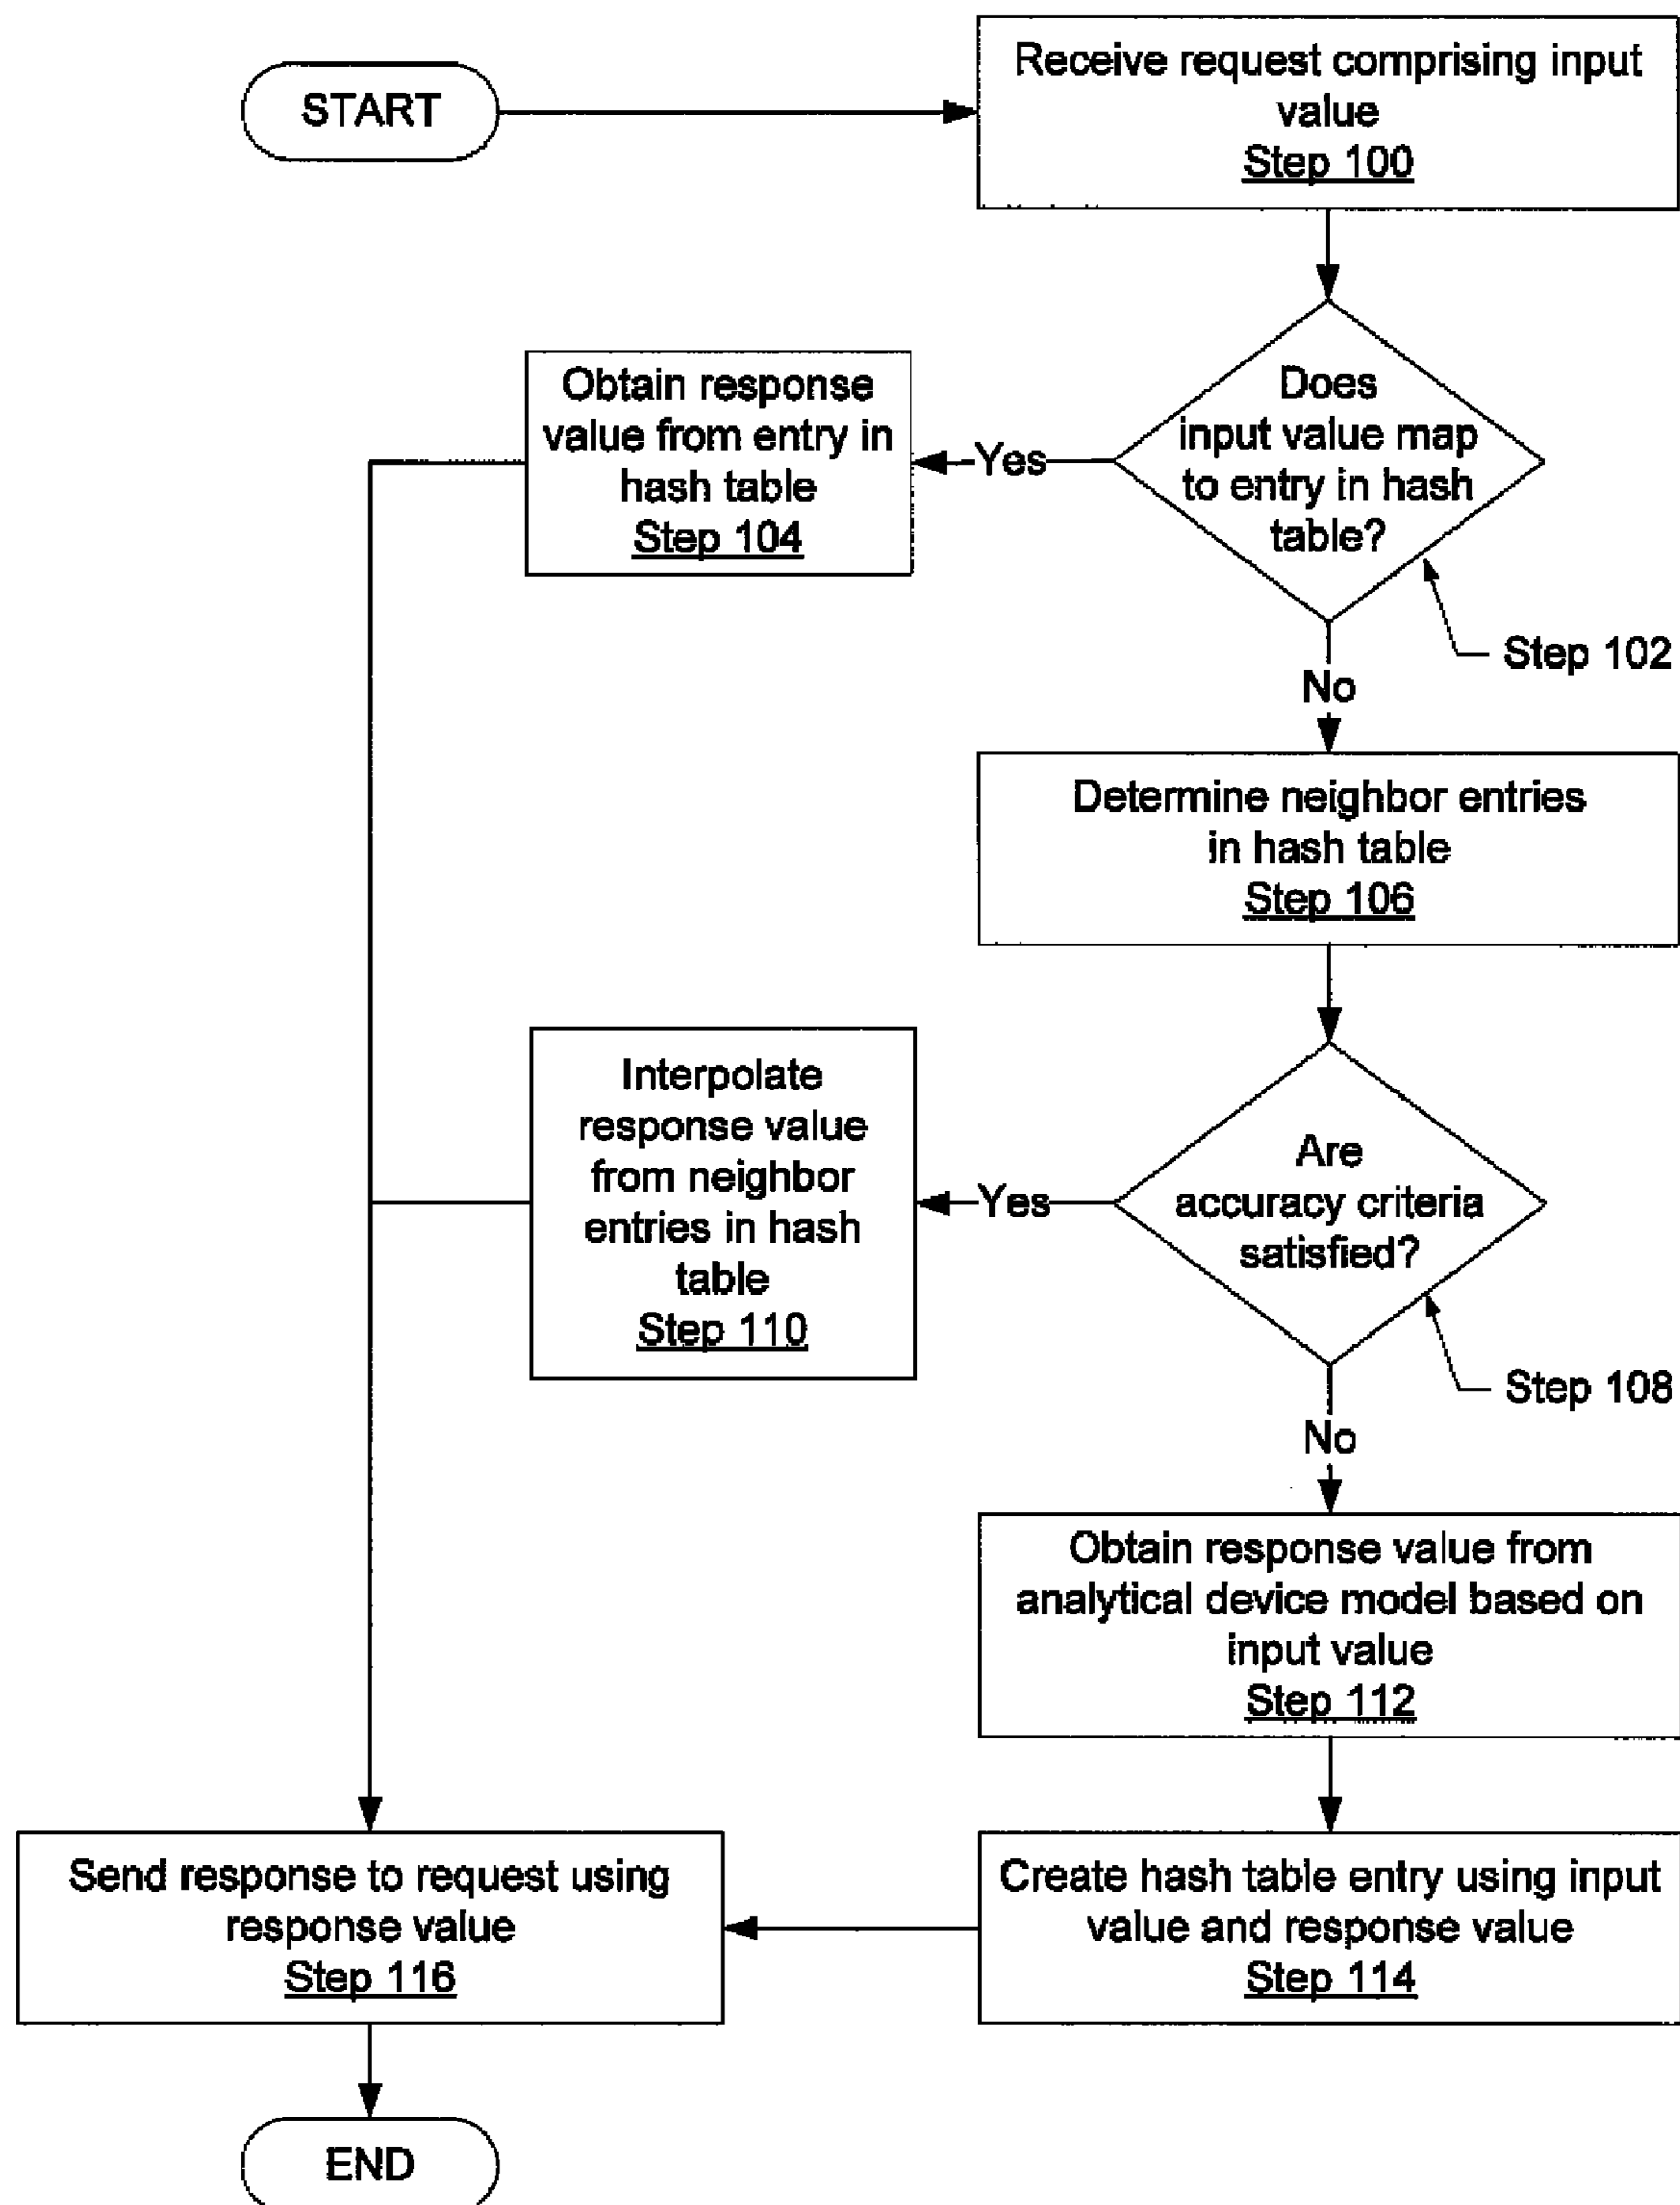 START
Receive request comprising input
value
Step 100
Does
input value map
to entry in hash
table?
Step 102
Yes
Obtain response
value from entry in
hash table
Step 104
No
Determine neighbor entries
in hash table
Step 106
Are
accuracy criteria
satisfied?
Step 108
Yes
Interpolate
response value
from neighbor
entries in hash
table
Step 110
No
Obtain response value from
analytical device model based on
input value
Step 112
Create hash table entry using input
value and response value
Step 114
Send response to request using
response value
Step 116
END